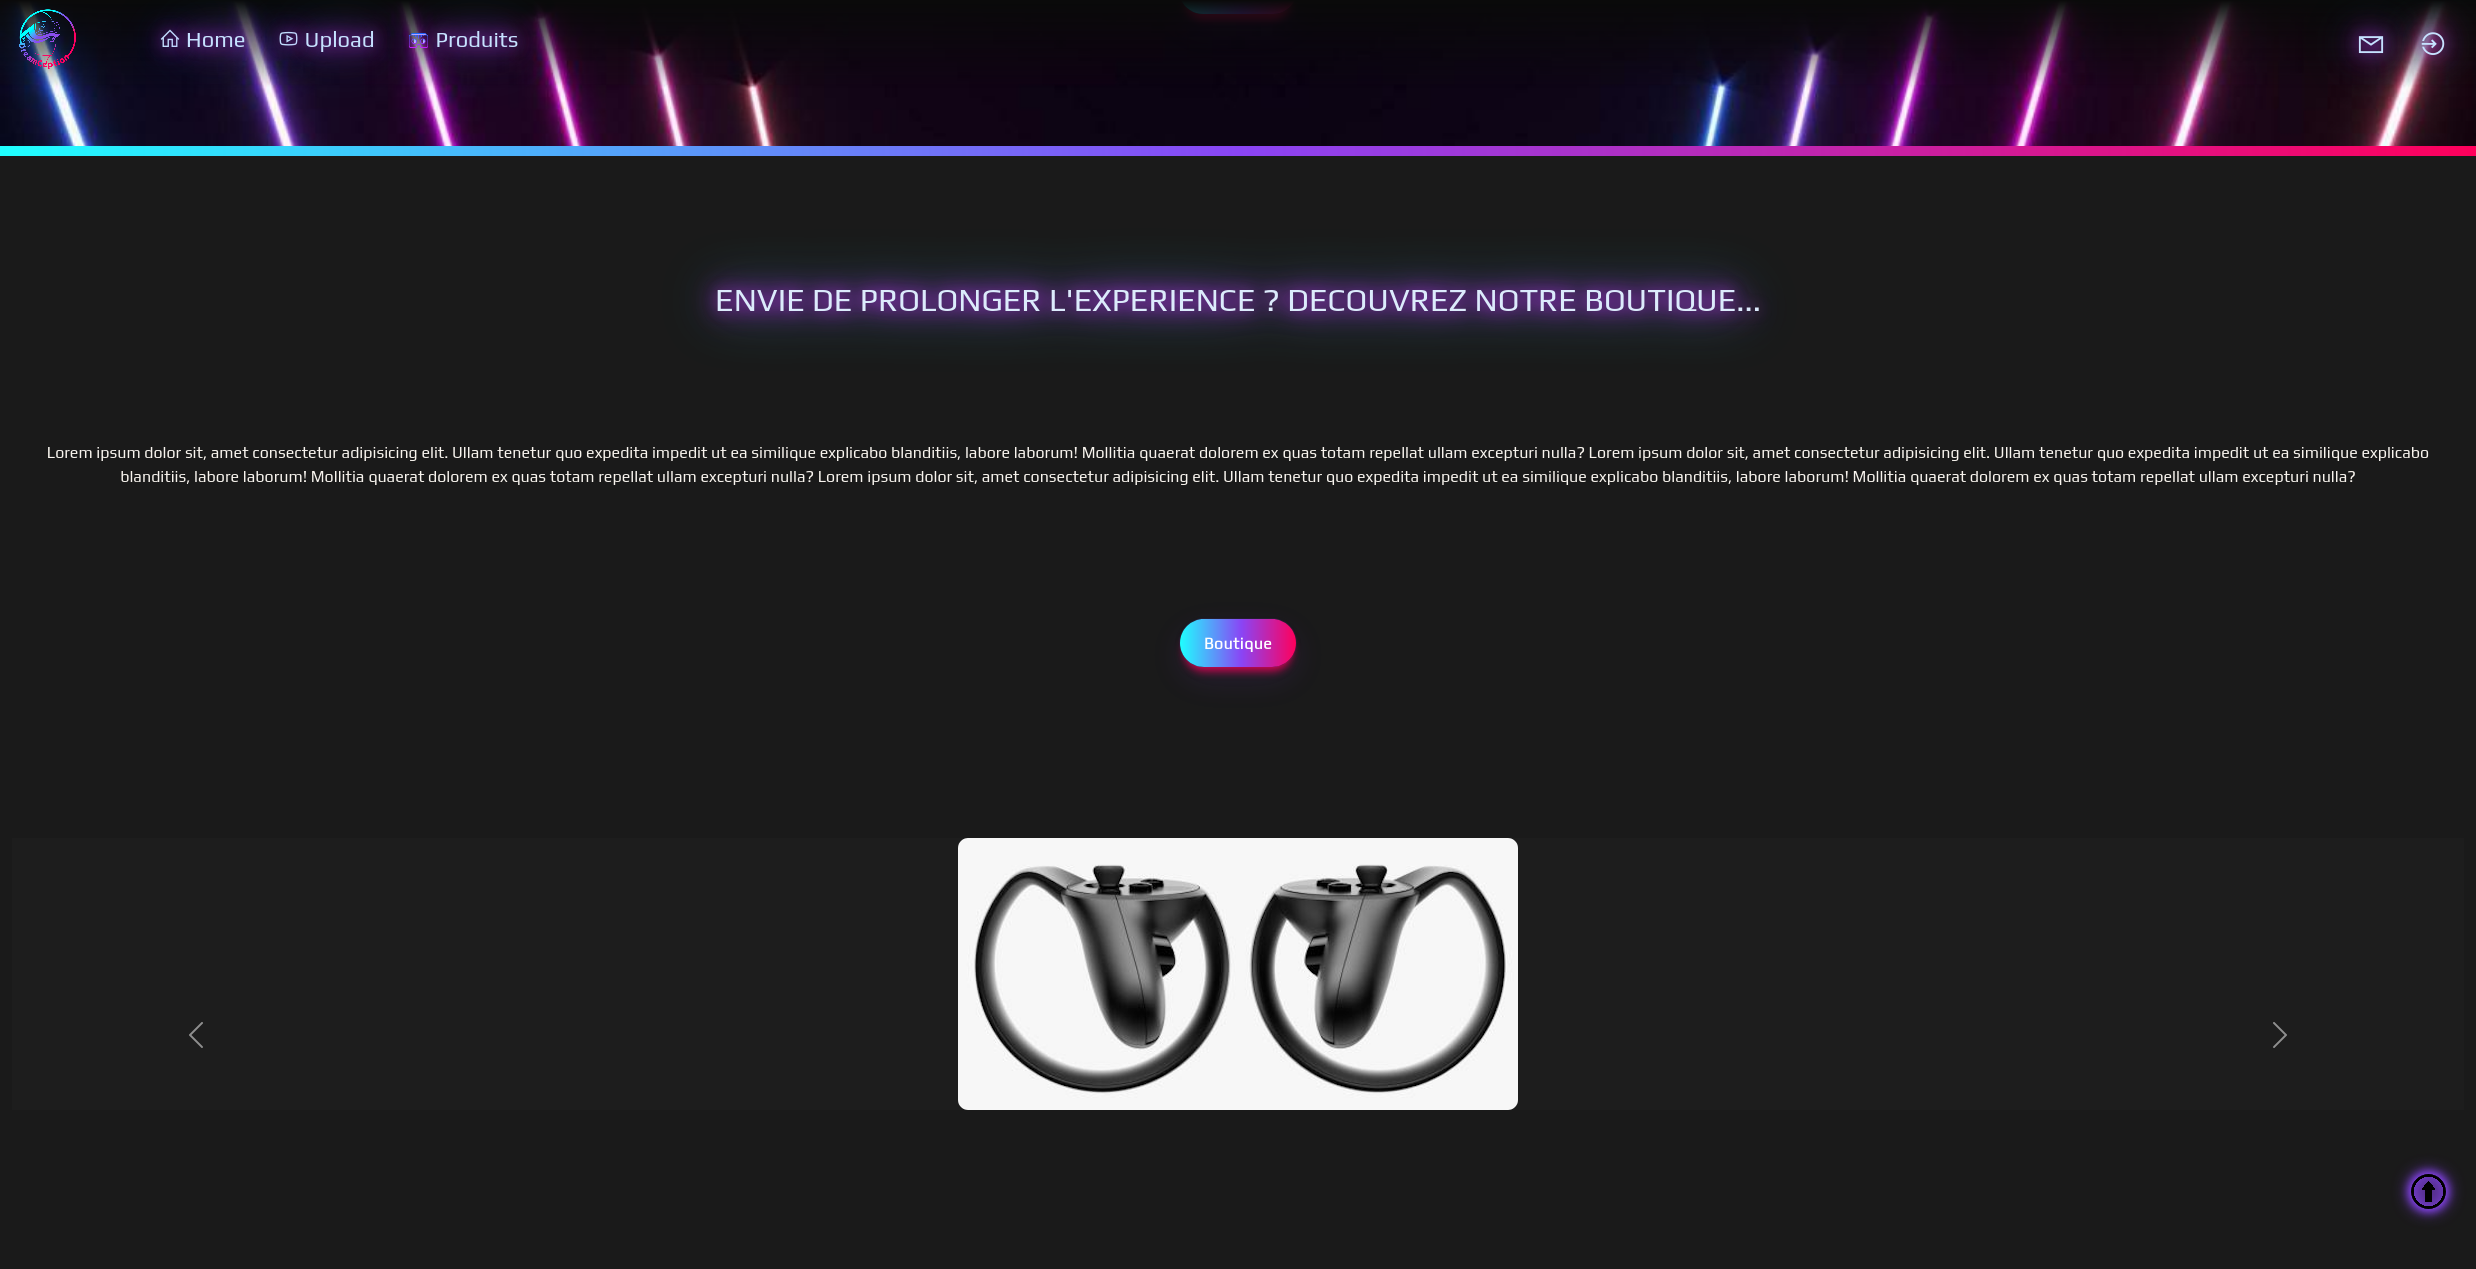 Home Upload Produits
ENVIE DE PROLONGER L'EXPERIENCE ? DECOUVREZ NOTRE BOUTIQUE...
Lorem ipsum dolor sit, amet consectetur adipisicing elit. Ullam tenetur quo expedita impedit ut ea similique explicabo blanditiis, labore laborum! Mollitia quaerat dolorem ex quas totam repellat ullam excepturi nulla? Lorem ipsum dolor sit, amet consectetur adipisicing elit. Ullam tenetur quo expedita impedit ut ea similique explicabo
blanditiis, labore laborum! Mollitia quaerat dolorem ex quas totam repellat ullam excepturi nulla? Lorem ipsum dolor sit, amet consectetur adipisicing elit. Ullam tenetur quo expedita impedit ut ea similique explicabo blanditiis, labore laborum! Mollitia quaerat dolorem ex quas totam repellat ullam excepturi nulla?
Boutique